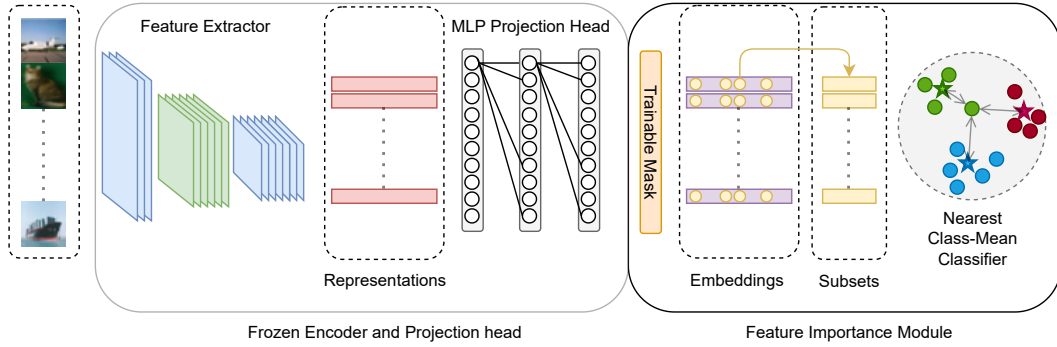 Feature Extractor
MLP Projection Head
Trainable Mask
Representations
Embeddings
Subsets
Nearest
Class-Mean
Classifier
Frozen Encoder and Projection head
Feature Importance Module